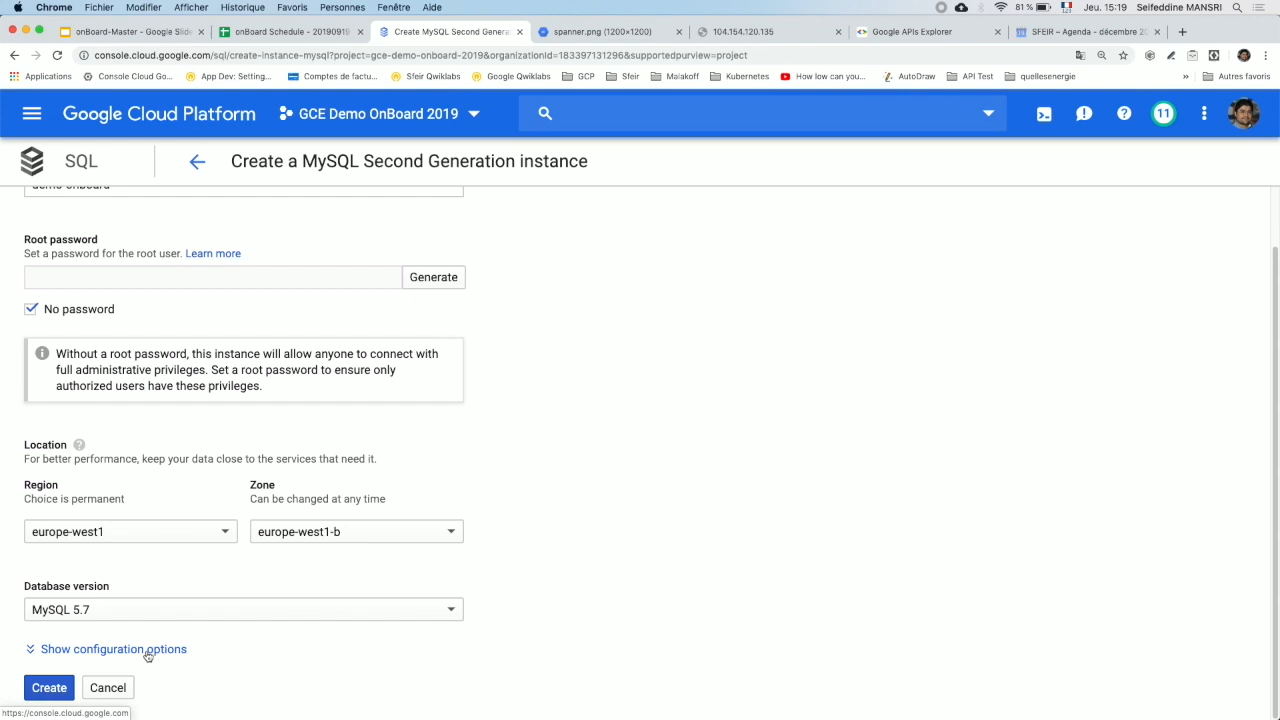 Chrome Fichier Modifier Afficher Historique Favoris Personnes Fenêtre Aide 81 % Jeu. à 15:19 Seifeddine MANSRI
onBoard-Master - Google Slide
onBoard Schedule - 20190919
Create MySQL Second Genera
spanner.png (1200×1200)
104.154.120.135
Google APIs Explorer
SFEIR – Agenda – décembre 20
console.cloud.google.com/sql/create-instance-mysql?project=gce-demo-onboard-2019&organizationId=183397131296&supportedpurview=project
Applications Console Cloud Go... App Dev: Setting... Comptes de factu... Sfeir Qwiklabs Google Qwiklabs GCP Sfeir Malakoff Kubernetes How low can you... AutoDraw API Test quellesenergie » Autres favoris
Google Cloud Platform GCE Demo OnBoard 2019 11
SQL Create a MySQL Second Generation instance
demo-onboard
Root password
Set a password for the root user. Learn more
Generate
No password
Without a root password, this instance will allow anyone to connect with
full administrative privileges. Set a root password to ensure only
authorized users have these privileges.
Location
For better performance, keep your data close to the services that need it.
Region Zone
Choice is permanent Can be changed at any time
europe-west1 europe-west1-b
Database version
MySQL 5.7
Show configuration options
Create Cancel
https://console.cloud.google.com